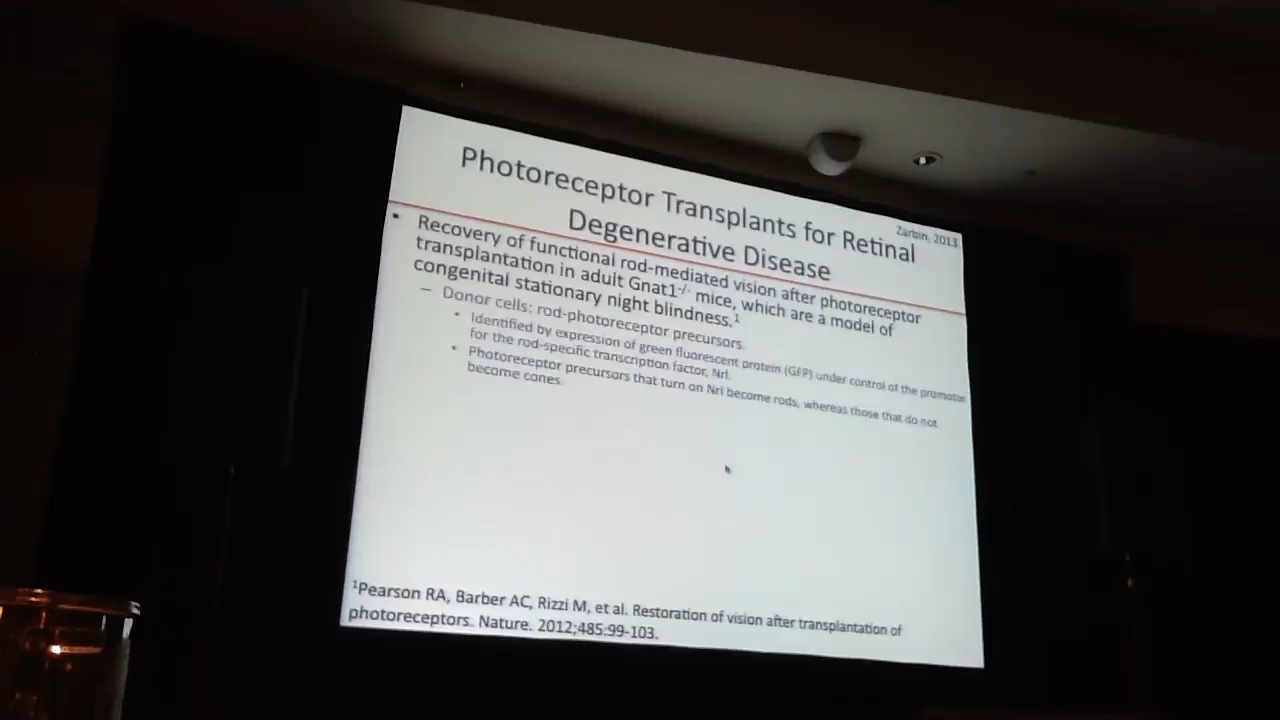 Photoreceptor Transplants for Retinal
Degenerative Disease
Zarbin, 2013
• Recovery of functional rod-mediated vision after photoreceptor
transplantation in adult Gnat1-/- mice, which are a model of
congenital stationary night blindness.1
– Donor cells: rod-photoreceptor precursors.
• Identified by expression of green fluorescent protein (GFP) under control of the promoter
for the rod-specific transcription factor, Nrl.
• Photoreceptor precursors that turn on Nrl become rods, whereas those that do not
become cones.
1Pearson RA, Barber AC, Rizzi M, et al. Restoration of vision after transplantation of
photoreceptors. Nature. 2012;485:99-103.